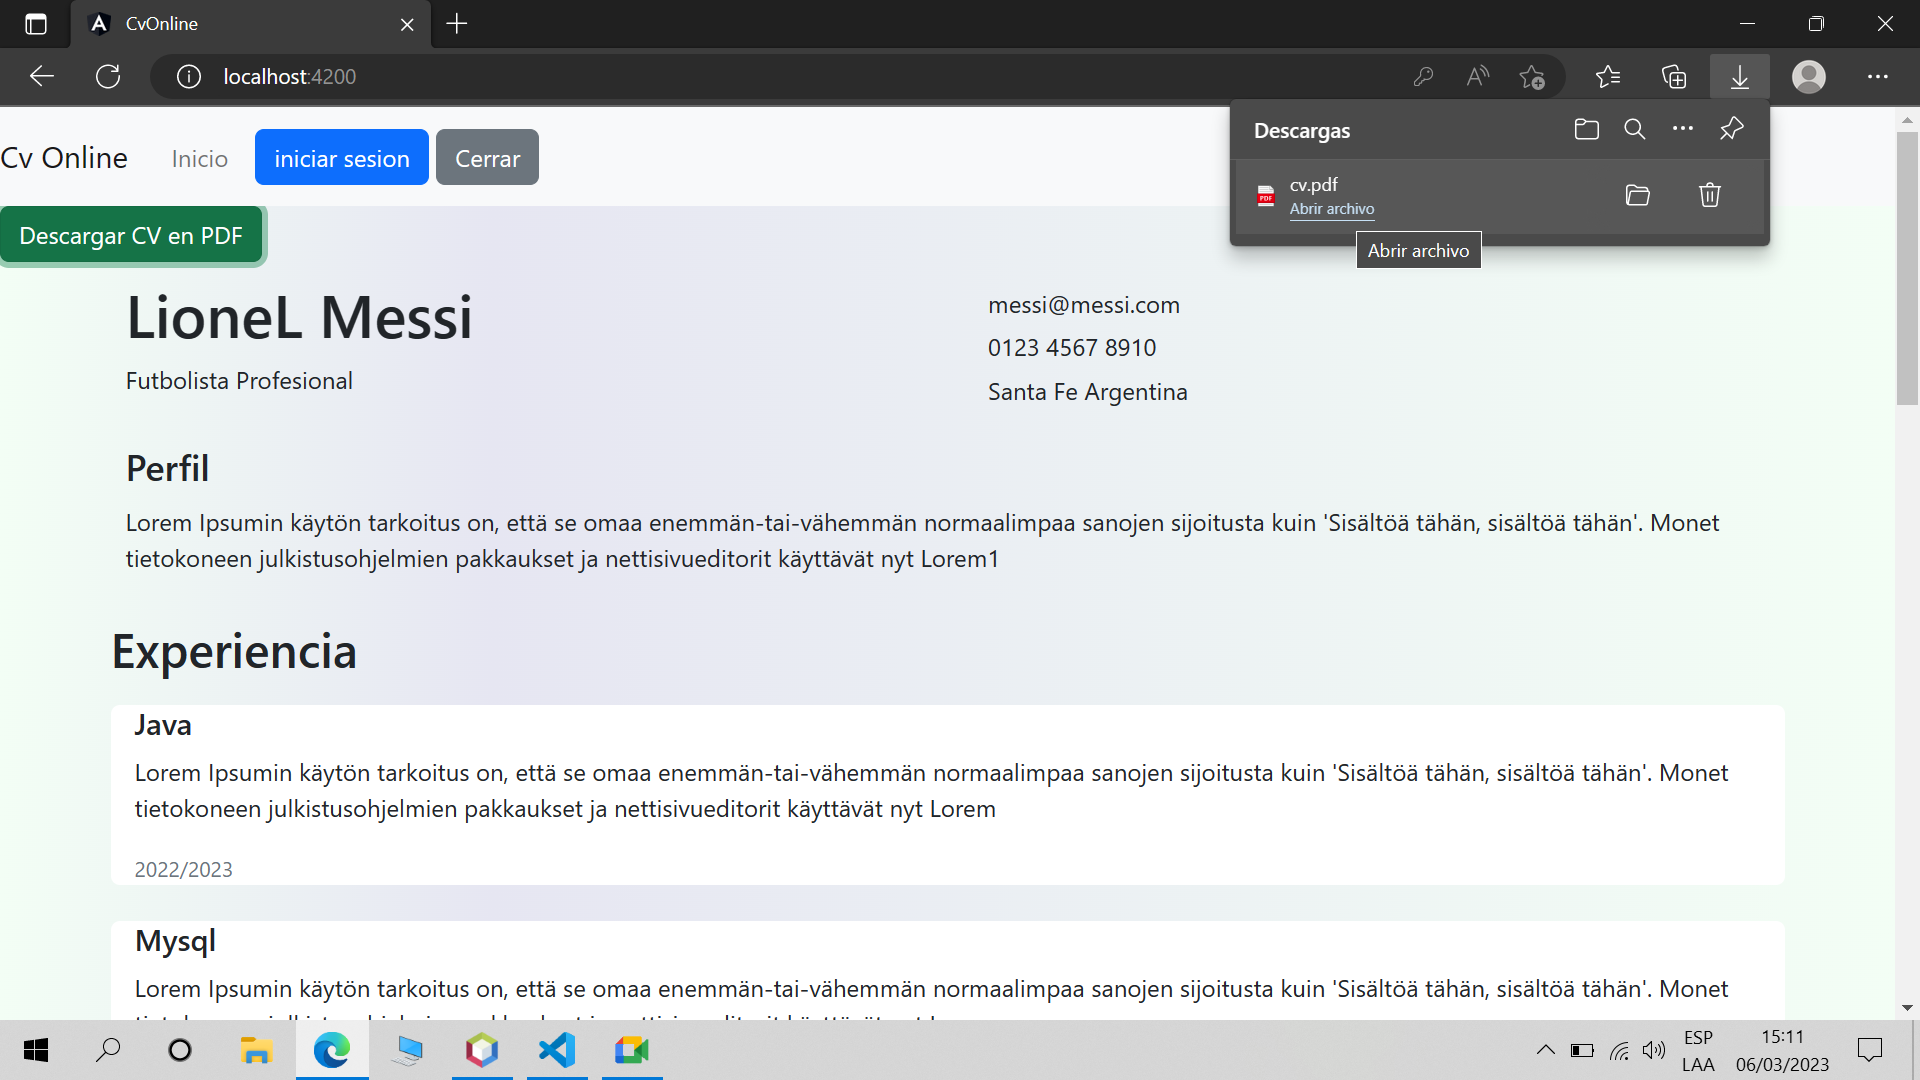 CvOnline
localhost:4200
Descargas
cv.pdf
Abrir archivo
Abrir archivo
Cv Online
Inicio
iniciar sesion
Cerrar
Descargar CV en PDF
LioneL Messi
Futbolista Profesional
messi@messi.com
0123 4567 8910
Santa Fe Argentina
Perfil
Lorem Ipsumin käytön tarkoitus on, että se omaa enemmän-tai-vähemmän normaalimpaa sanojen sijoitusta kuin 'Sisältöä tähän, sisältöä tähän'. Monet
tietokoneen julkistusohjelmien pakkaukset ja nettisivueditorit käyttävät nyt Lorem1
Experiencia
Java
Lorem Ipsumin käytön tarkoitus on, että se omaa enemmän-tai-vähemmän normaalimpaa sanojen sijoitusta kuin 'Sisältöä tähän, sisältöä tähän'. Monet
tietokoneen julkistusohjelmien pakkaukset ja nettisivueditorit käyttävät nyt Lorem
2022/2023
Mysql
Lorem Ipsumin käytön tarkoitus on, että se omaa enemmän-tai-vähemmän normaalimpaa sanojen sijoitusta kuin 'Sisältöä tähän, sisältöä tähän'. Monet
ESP
LAA
15:11
06/03/2023